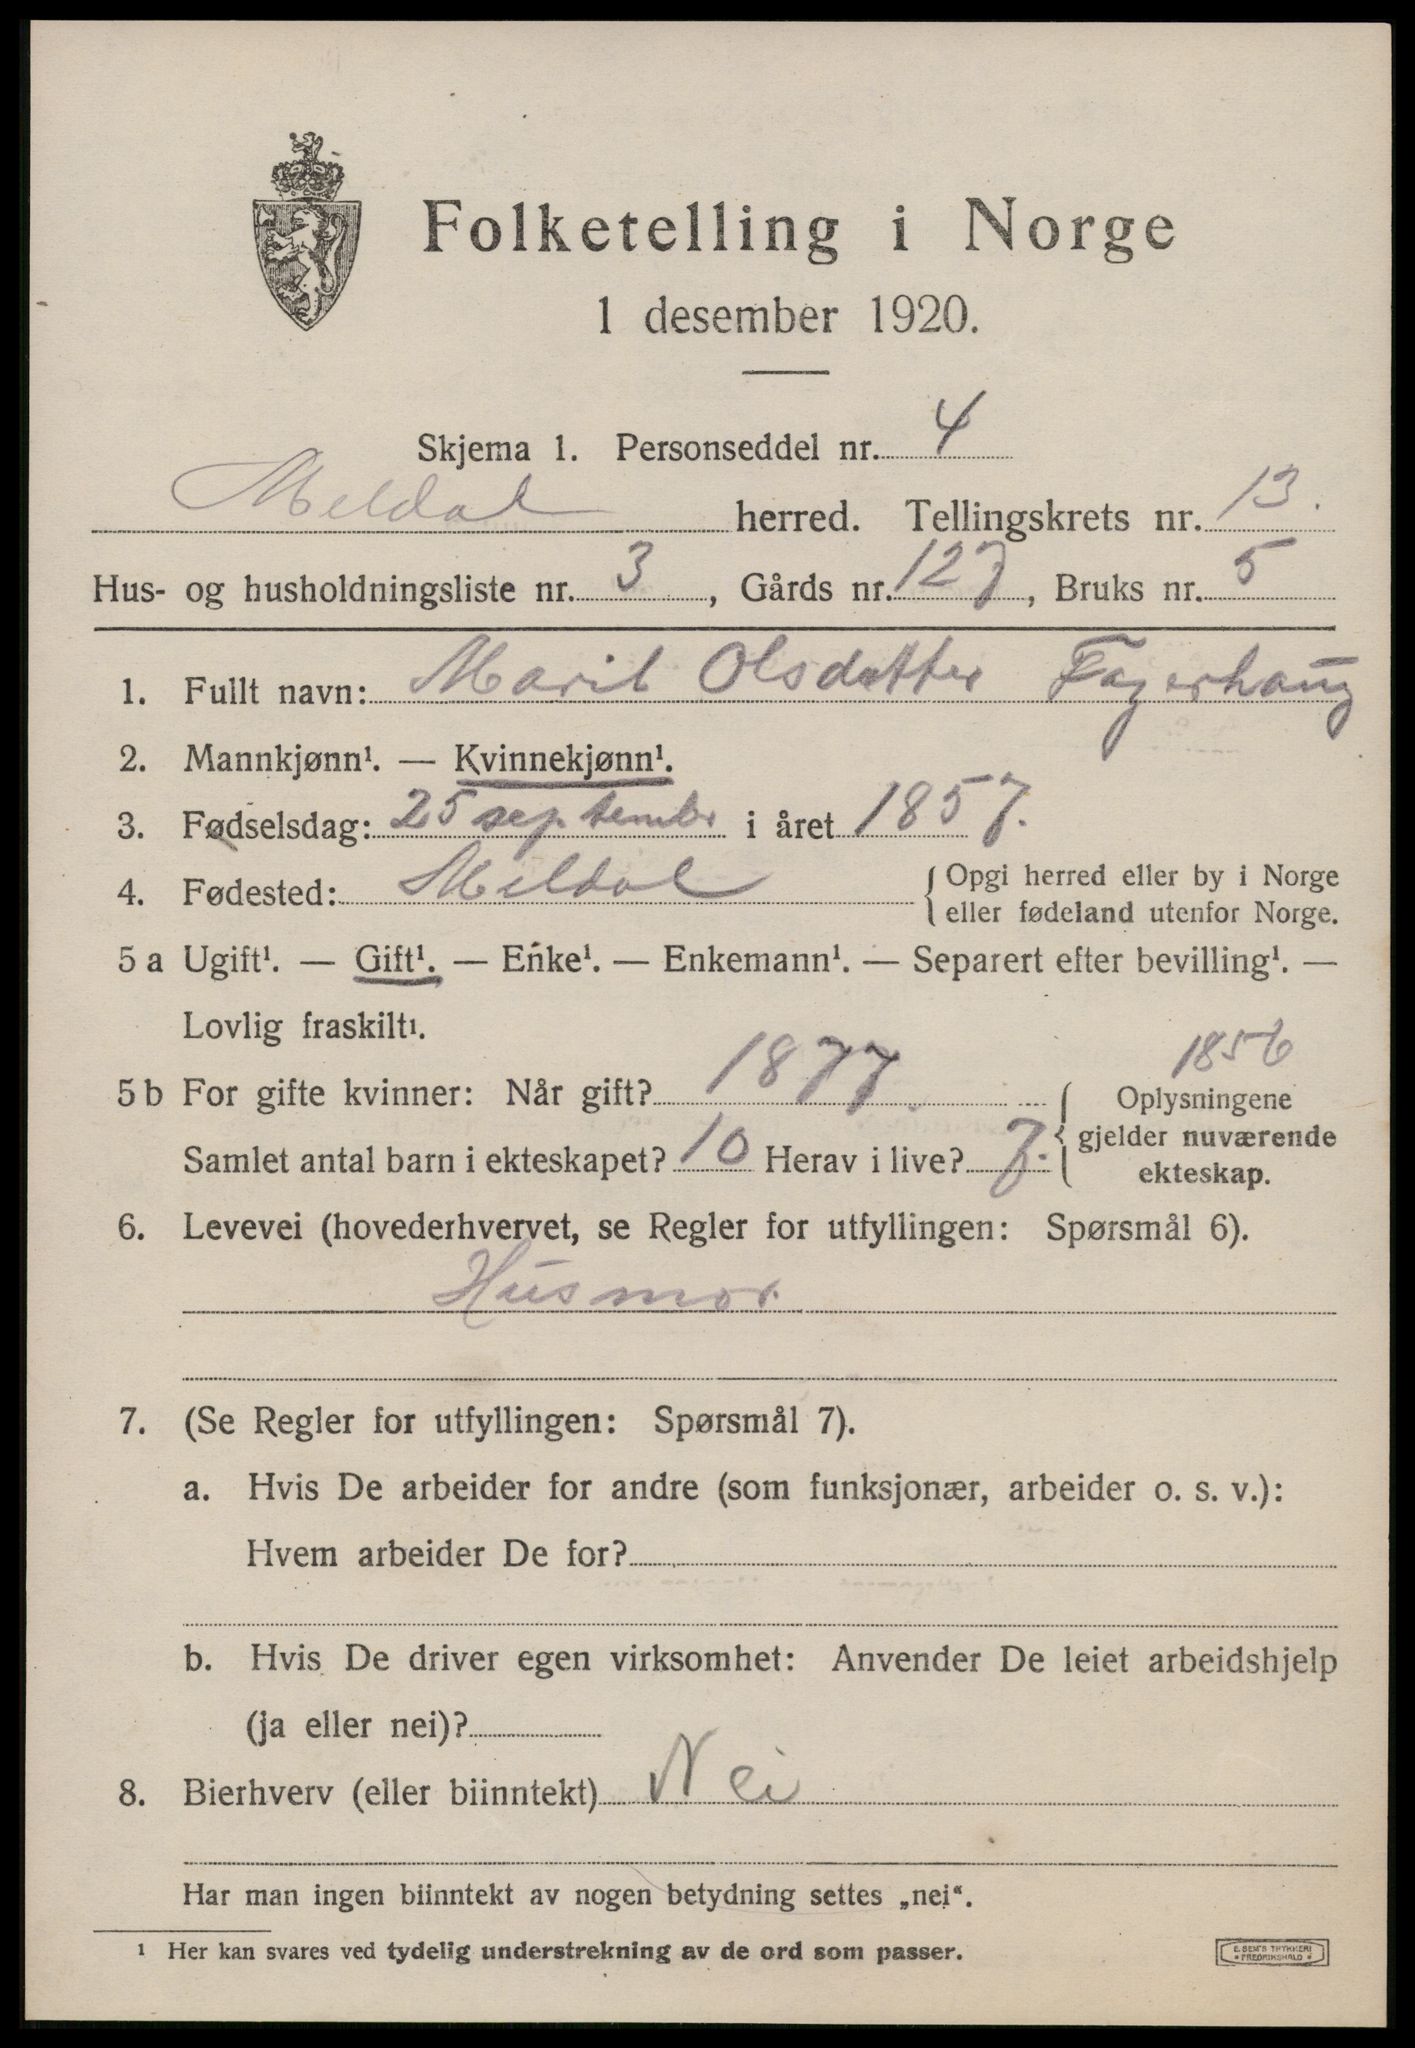 Folketelling i Norge
1 desember 1920.
Skjema 1. Personseddel nr. 4
Meldal herred. Tellingskrets nr. 13.
Hus- og husholdningsliste nr. 3, Gårds nr. 127, Bruks nr. 5
1. Fullt navn: Marit Olsdatter Fagerhaug
2. Mannkjønn¹. — Kvinnekjønn¹.
3. Fødselsdag: 25 september i året 1857.
4. Fødested: Meldal {Opgi herred eller by i Norge
eller fødeland utenfor Norge.
5 a Ugift¹. — Gift¹. — Enke¹. — Enkemann¹. — Separert efter bevilling¹. —
Lovlig fraskilt¹.
1856
5 b For gifte kvinner: Når gift? 1877. { Oplysningene
Samlet antal barn i ekteskapet? 10 Herav i live? 7. gjelder nuværende
ekteskap.
6. Levevei (hovederhvervet, se Regler for utfyllingen: Spørsmål 6).
Husmor.
7. (Se Regler for utfyllingen: Spørsmål 7).
a. Hvis De arbeider for andre (som funksjonær, arbeider o. s. v.):
Hvem arbeider De for?
b. Hvis De driver egen virksomhet: Anvender De leiet arbeidshjelp
(ja eller nei)?
8. Bierhverv (eller biinntekt) Nei
Har man ingen biinntekt av nogen betydning settes „nei“.
¹ Her kan svares ved tydelig understrekning av de ord som passer.
E. SEM'S TRYKKERI
* FREDRIKSHALD *